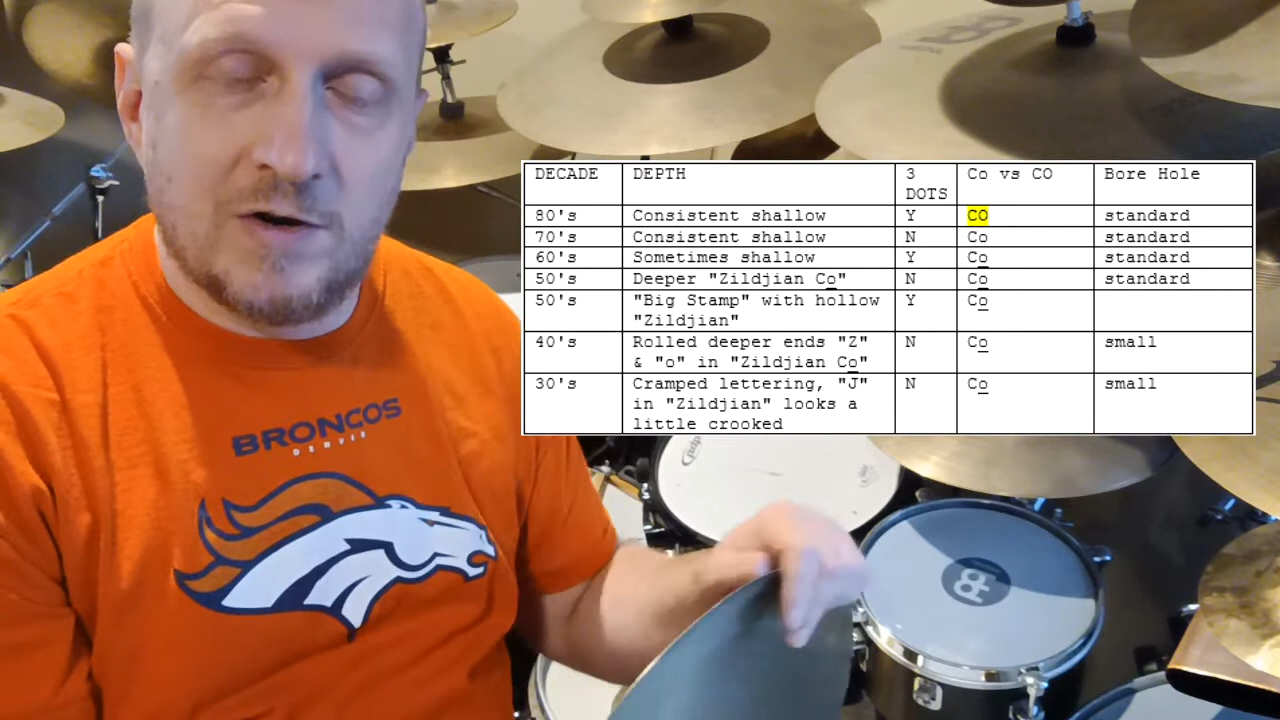 DECADE DEPTH 3 DOTS Co vs CO Bore Hole
80's Consistent shallow Y CO standard
70's Consistent shallow N Co standard
60's Sometimes shallow Y Co standard
50's Deeper "Zildjian Co" N Co standard
50's "Big Stamp" with hollow Y Co
"Zildjian"
40's Rolled deeper ends "Z" N Co small
& "o" in "Zildjian Co"
30's Cramped lettering, "J" N Co small
in "Zildjian" looks a
little crooked
BRONCOS
DENVER
pdp